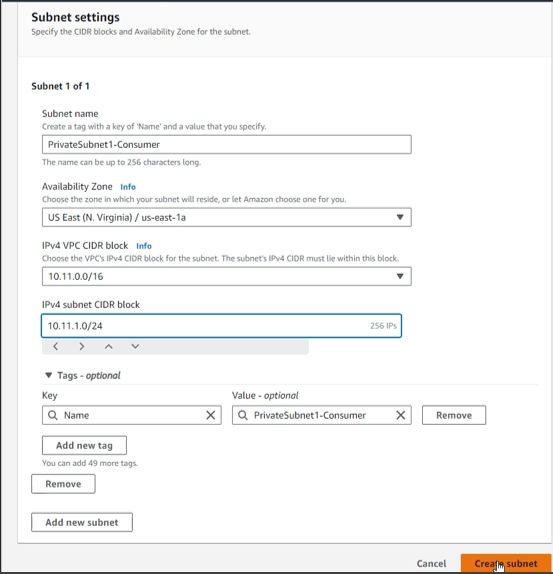 Subnet settings
Specify the CIDR blocks and Availability Zone for the subnet.
Subnet 1 of 1
Subnet name
Create a tag with a key of 'Name' and a value that you specify.
PrivateSubnet1-Consumer
The name can be up to 256 characters long.
Availability Zone Info
Choose the zone in which your subnet will reside, or let Amazon choose one for you.
US East (N. Virginia) / us-east-1a
IPv4 VPC CIDR block Info
Choose the VPC's IPv4 CIDR block for the subnet. The subnet's IPv4 CIDR must lie within this block.
10.11.0.0/16
IPv4 subnet CIDR block
10.11.1.0/24 256 IPs
Tags - optional
Key Value - optional
Name PrivateSubnet1-Consumer Remove
Add new tag
You can add 49 more tags.
Remove
Add new subnet
Cancel Create subnet